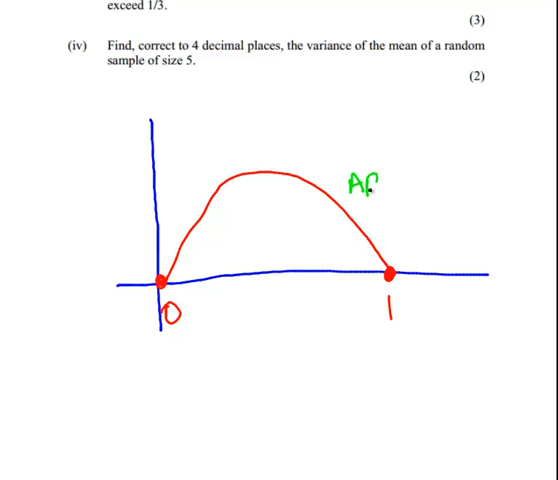 exceed 1/3.
(3)
(iv) Find, correct to 4 decimal places, the variance of the mean of a random
sample of size 5.
(2)
0
1